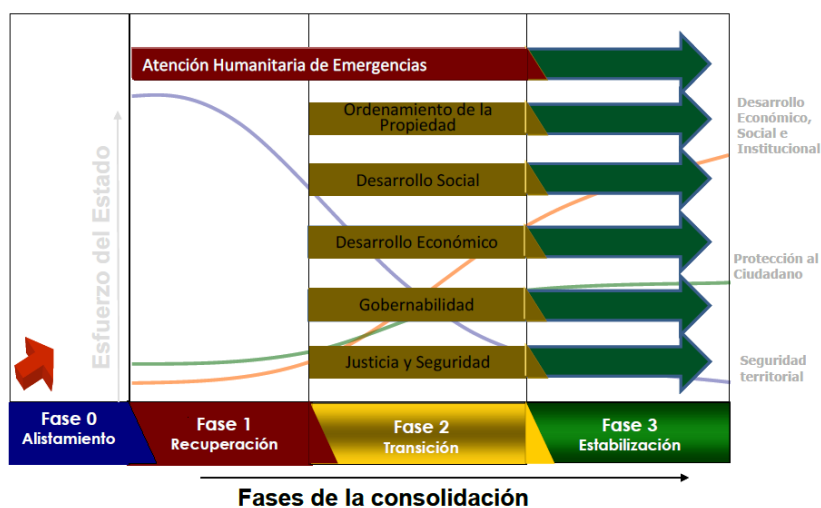 Atención Humanitaria de Emergencias
Ordenamiento de la
Propiedad
Desarrollo Social
Desarrollo Económico
Gobernabilidad
Justicia y Seguridad
Esfuerzo del Estado
Desarrollo
Económico,
Social e
Institucional
Protección al
Ciudadano
Seguridad
territorial
Fase 0
Alistamiento
Fase 1
Recuperación
Fase 2
Transición
Fase 3
Estabilización
Fases de la consolidación